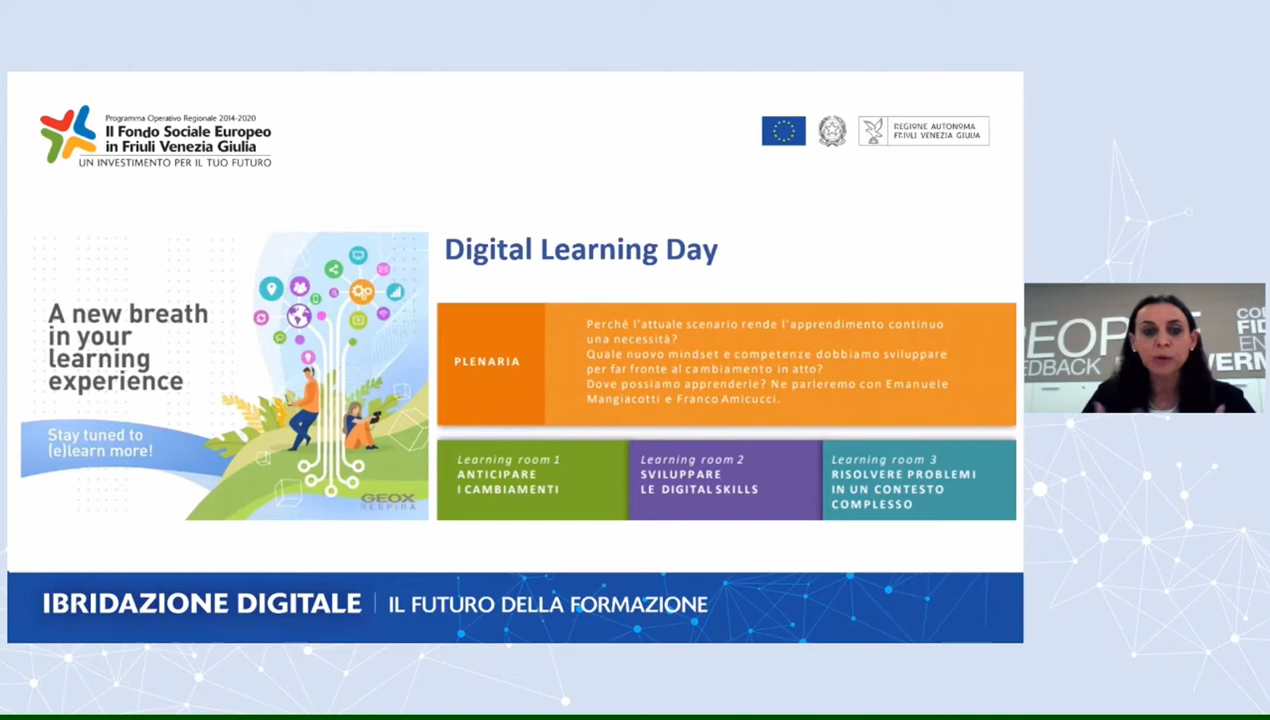 Programma Operativo Regionale 2014-2020
Il Fondo Sociale Europeo
in Friuli Venezia Giulia
UN INVESTIMENTO PER IL TUO FUTURO
REGIONE AUTONOMA
FRIULI VENEZIA GIULIA
A new breath
in your
learning
experience
Stay tuned to
(e)learn more!
GEOX
RESPIRA
Digital Learning Day
PLENARIA
Perché l'attuale scenario rende l'apprendimento continuo
una necessità?
Quale nuovo mindset e competenze dobbiamo sviluppare
per far fronte al cambiamento in atto?
Dove possiamo apprenderle? Ne parleremo con Emanuele
Mangiacotti e Franco Amicucci.
Learning room 1
ANTICIPARE
I CAMBIAMENTI
Learning room 2
SVILUPPARE
LE DIGITAL SKILLS
Learning room 3
RISOLVERE PROBLEMI
IN UN CONTESTO
COMPLESSO
IBRIDAZIONE DIGITALE | IL FUTURO DELLA FORMAZIONE